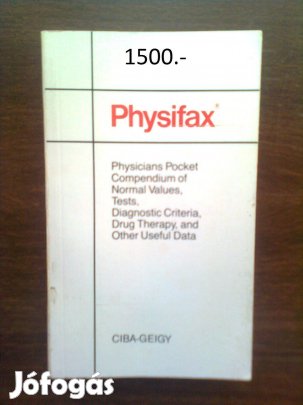 1500.-
Physifax®
Physicians Pocket
Compendium of
Normal Values,
Tests,
Diagnostic Criteria,
Drug Therapy, and
Other Useful Data
CIBA-GEIGY
Jófogás